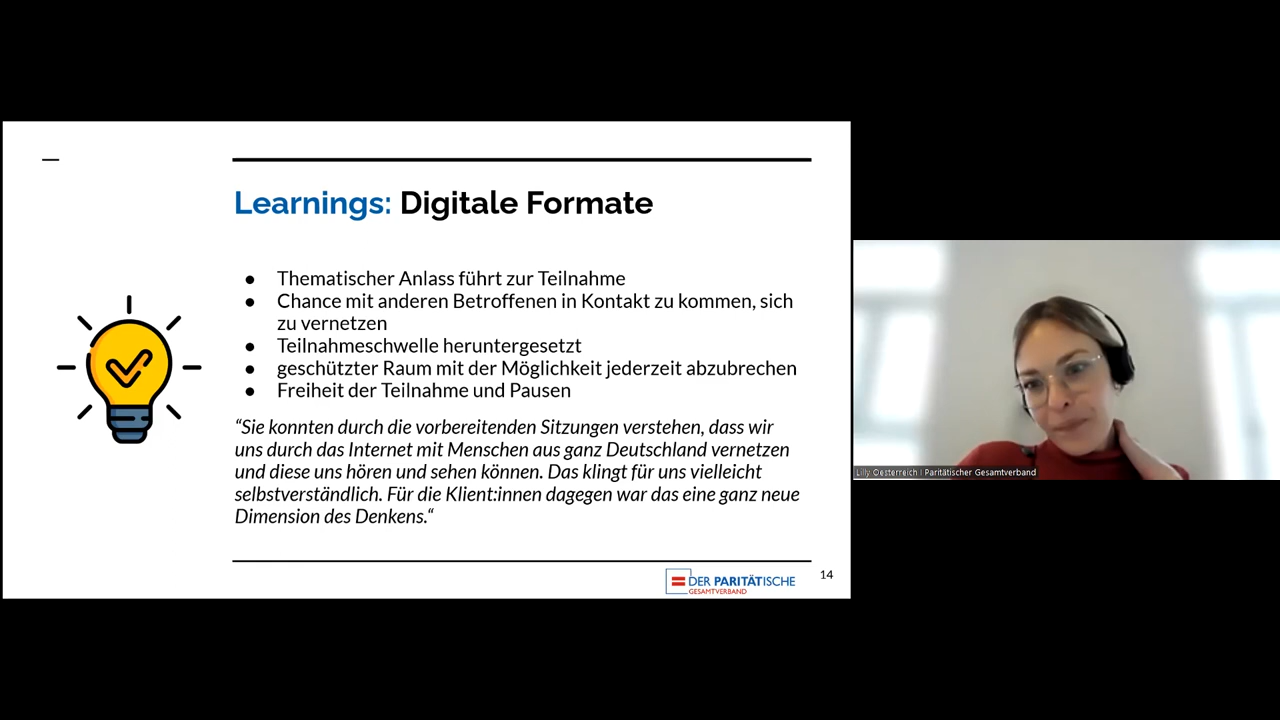 Learnings: Digitale Formate
● Thematischer Anlass führt zur Teilnahme
● Chance mit anderen Betroffenen in Kontakt zu kommen, sich
zu vernetzen
● Teilnahmeschwelle heruntergesetzt
● geschützter Raum mit der Möglichkeit jederzeit abzubrechen
● Freiheit der Teilnahme und Pausen
“Sie konnten durch die vorbereitenden Sitzungen verstehen, dass wir
uns durch das Internet mit Menschen aus ganz Deutschland vernetzen
und diese uns hören und sehen können. Das klingt für uns vielleicht
selbstverständlich. Für die Klient:innen dagegen war das eine ganz neue
Dimension des Denkens.“
DER PARITÄTISCHE
GESAMTVERBAND
14
Lilly Oesterreich | Paritätischer Gesamtverband